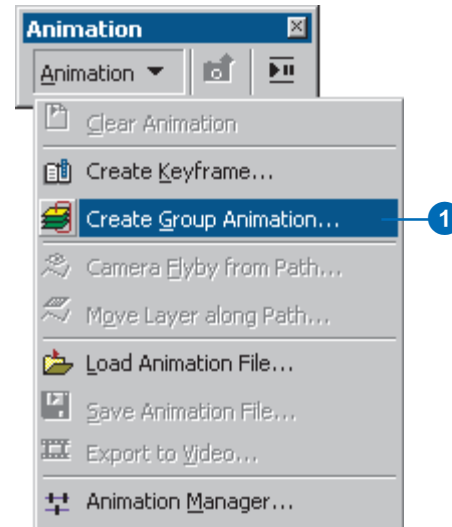 Animation
Animation
Clear Animation
Create Keyframe...
Create Group Animation...
1
Camera Flyby from Path...
Move Layer along Path...
Load Animation File...
Save Animation File...
Export to Video...
Animation Manager...